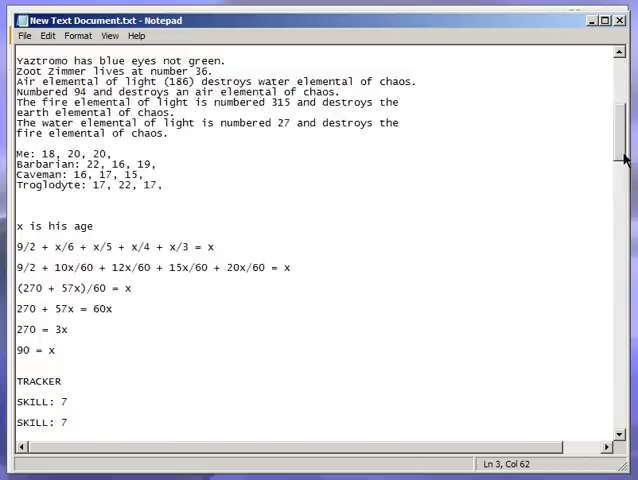 New Text Document.txt - Notepad
File Edit Format View Help
Yaztromo has blue eyes not green.
Zoot Zimmer lives at number 36.
Air elemental of light (186) destroys water elemental of chaos.
Numbered 94 and destroys an air elemental of chaos.
The fire elemental of light is numbered 315 and destroys the
earth elemental of chaos.
The water elemental of light is numbered 27 and destroys the
fire elemental of chaos.
Me: 18, 20, 20,
Barbarian: 22, 16, 19,
Caveman: 16, 17, 15,
Troglodyte: 17, 22, 17,
x is his age
9/2 + x/6 + x/5 + x/4 + x/3 = x
9/2 + 10x/60 + 12x/60 + 15x/60 + 20x/60 = x
(270 + 57x)/60 = x
270 + 57x = 60x
270 = 3x
90 = x
TRACKER
SKILL: 7
SKILL: 7
Ln 3, Col 62